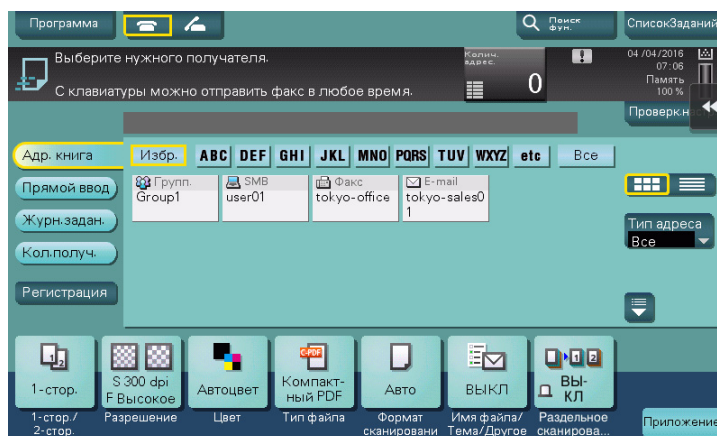 Программа
Поиск
фун.
СписокЗаданий
Выберите нужного получателя.
С клавиатуры можно отправить факс в любое время.
Колич.
адрес.
0
04/04/2016
07:06
Память
100 %
Адр. книга
Избр. ABC DEF GHI JKL MNO PQRS TUV WXYZ etc Все
Прямой ввод
Журн.задан.
Кол.получ.
Регистрация
Групп.
Group1
SMB
user01
Факс
tokyo-office
E-mail
tokyo-sales0
1
Тип адреса
Все
1-стор.
S 300 dpi
F Высокое
Автоцвет
Компакт-
ный PDF
Авто
ВЫКЛ
ВЫ-
КЛ
1-стор./
2-стор.
Разрешение
Цвет
Тип файла
Формат
сканировани
Имя файла/
Тема/Другое
Раздельное
сканирова...
Приложение